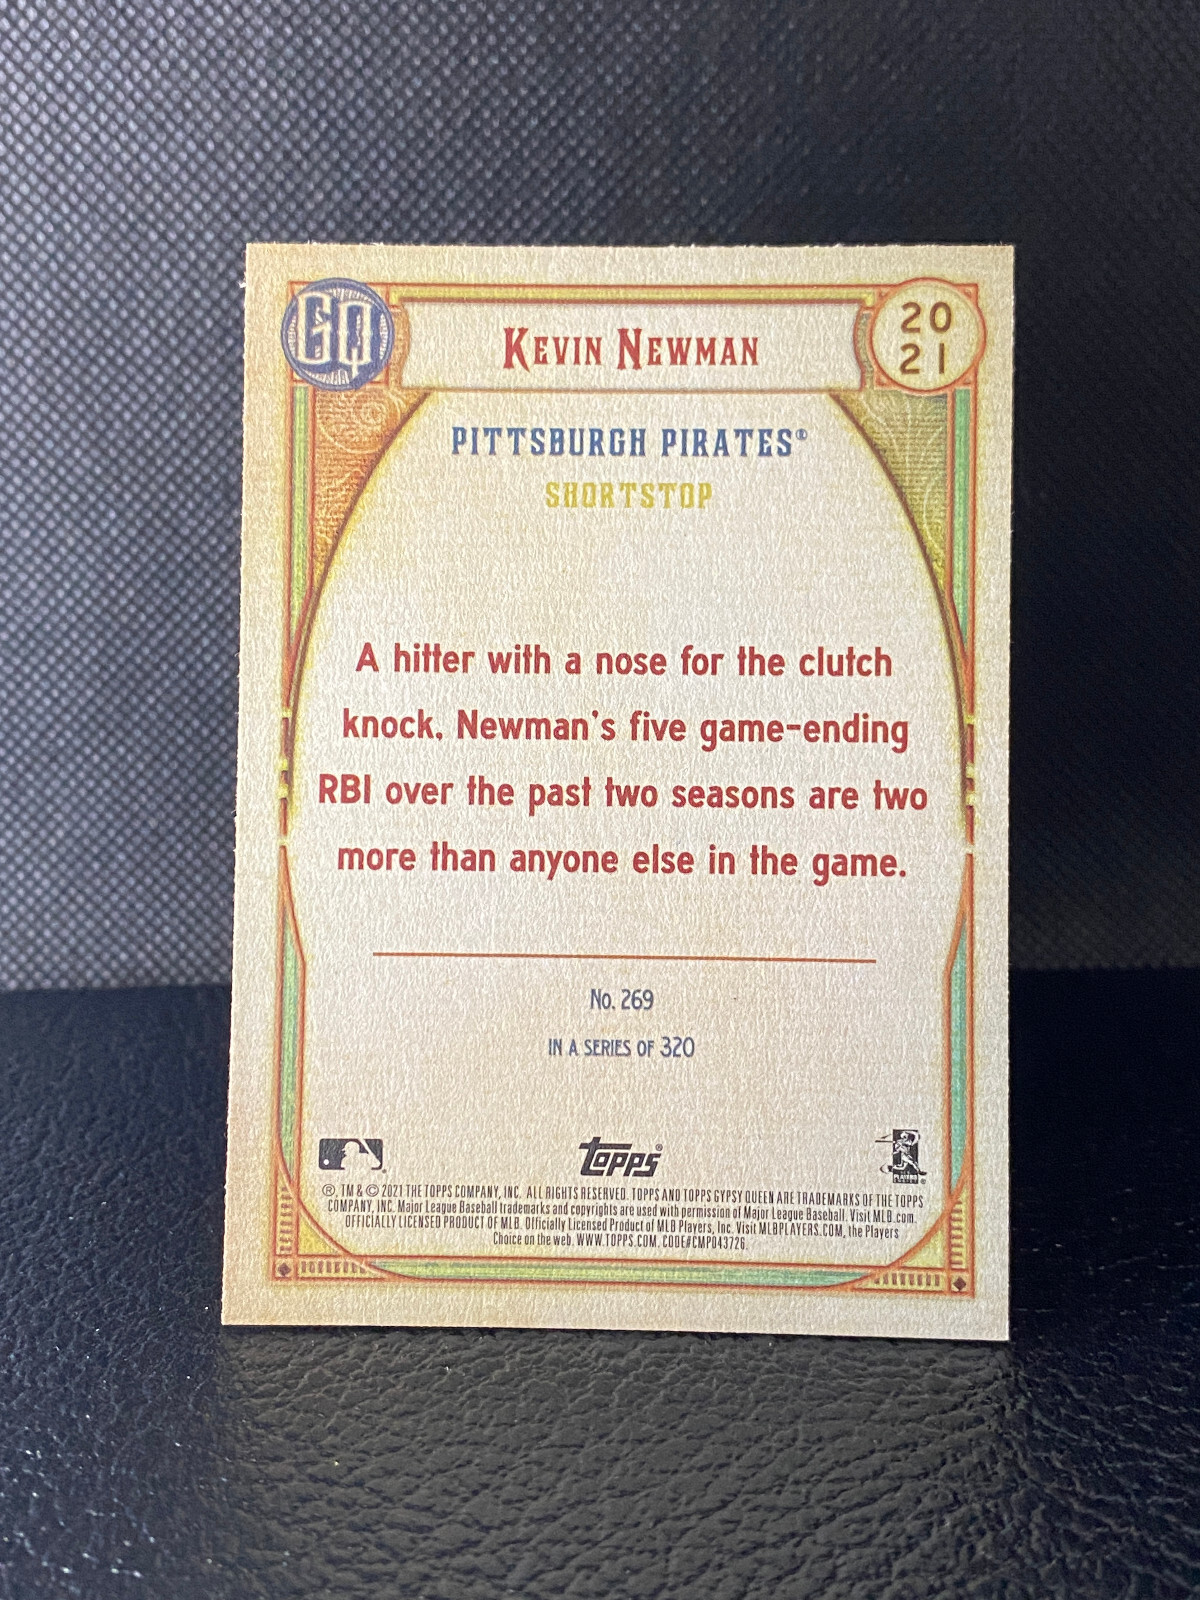 GQ
KEVIN NEWMAN
20
21
PITTSBURGH PIRATES®
SHORTSTOP
A hitter with a nose for the clutch
knock, Newman's five game-ending
RBI over the past two seasons are two
more than anyone else in the game.
No. 269
IN A SERIES OF 320
topps®
PLAYERS
CHOICE
®, TM & © 2021 THE TOPPS COMPANY, INC. ALL RIGHTS RESERVED. TOPPS AND TOPPS GYPSY QUEEN ARE TRADEMARKS OF THE TOPPS
COMPANY, INC. Major League Baseball trademarks and copyrights are used with permission of Major League Baseball. Visit MLB.com.
OFFICIALLY LICENSED PRODUCT OF MLB. Officially Licensed Product of MLB Players, Inc. Visit MLBPLAYERS.COM, the Players
Choice on the web. WWW.TOPPS.COM. CODE#CMP043726.